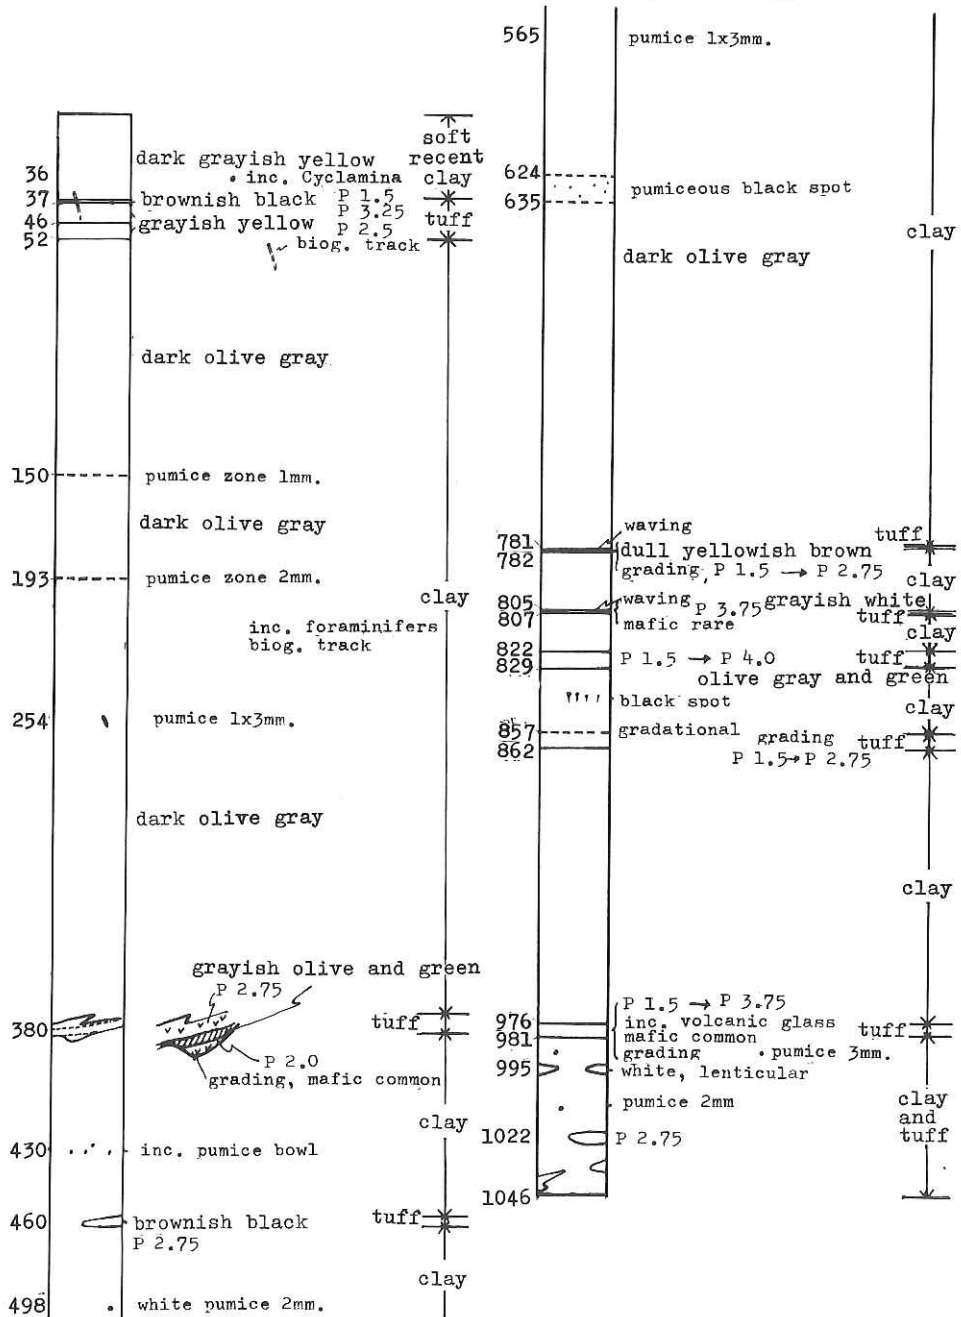 soft
dark grayish yellow recent
36 • inc. Cyclamina clay
37 brownish black P 1.5
P 3.25
46 grayish yellow P 2.5 tuff
52 biog. track
dark olive gray
150 pumice zone 1mm.
dark olive gray
193 pumice zone 2mm.
clay
inc. foraminifers
biog. track
254 pumice 1x3mm.
dark olive gray
grayish olive and green
P 2.75
380 tuff
P 2.0
grading, mafic common
clay
430 inc. pumice bowl
460 brownish black tuff
P 2.75
clay
498 white pumice 2mm.
565 pumice 1x3mm.
624
pumiceous black spot
635
clay
dark olive gray
waving
781 tuff
782 dull yellowish brown
grading, P 1.5 → P 2.75 clay
805 waving P 3.75 grayish white
807 mafic rare tuff
clay
822 P 1.5 → P 4.0 tuff
829 olive gray and green
black spot clay
857 gradational grading
862 P 1.5→P 2.75 tuff
clay
P 1.5 → P 3.75
976 inc. volcanic glass tuff
981 mafic common
grading • pumice 3mm.
995 white, lenticular
pumice 2mm clay
and
1022 P 2.75 tuff
1046